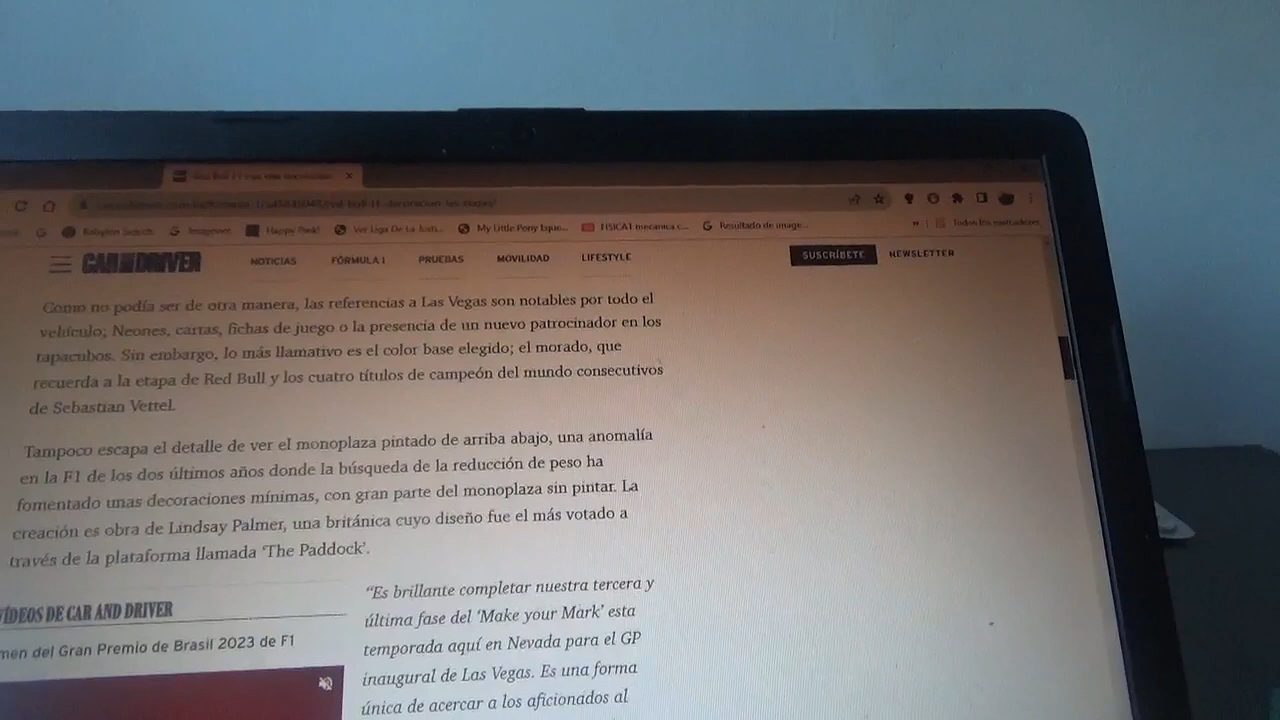 Babylon Search
Imagenes
Happy Peak!
Ver Liga De La Justi...
My Little Pony Eque...
FISICA1 mecanica c...
Resultado de image...
»
Todos los marcadores
CAR AND DRIVER
NOTICIAS
FÓRMULA 1
PRUEBAS
MOVILIDAD
LIFESTYLE
SUSCRÍBETE
NEWSLETTER
Como no podía ser de otra manera, las referencias a Las Vegas son notables por todo el
vehículo; Neones, cartas, fichas de juego o la presencia de un nuevo patrocinador en los
tapacubos. Sin embargo, lo más llamativo es el color base elegido; el morado, que
recuerda a la etapa de Red Bull y los cuatro títulos de campeón del mundo consecutivos
de Sebastian Vettel.
Tampoco escapa el detalle de ver el monoplaza pintado de arriba abajo, una anomalía
en la F1 de los dos últimos años donde la búsqueda de la reducción de peso ha
fomentado unas decoraciones mínimas, con gran parte del monoplaza sin pintar. La
creación es obra de Lindsay Palmer, una británica cuyo diseño fue el más votado a
través de la plataforma llamada ‘The Paddock’.
VÍDEOS DE CAR AND DRIVER
men del Gran Premio de Brasil 2023 de F1
“Es brillante completar nuestra tercera y
última fase del ‘Make your Mark’ esta
temporada aquí en Nevada para el GP
inaugural de Las Vegas. Es una forma
única de acercar a los aficionados al